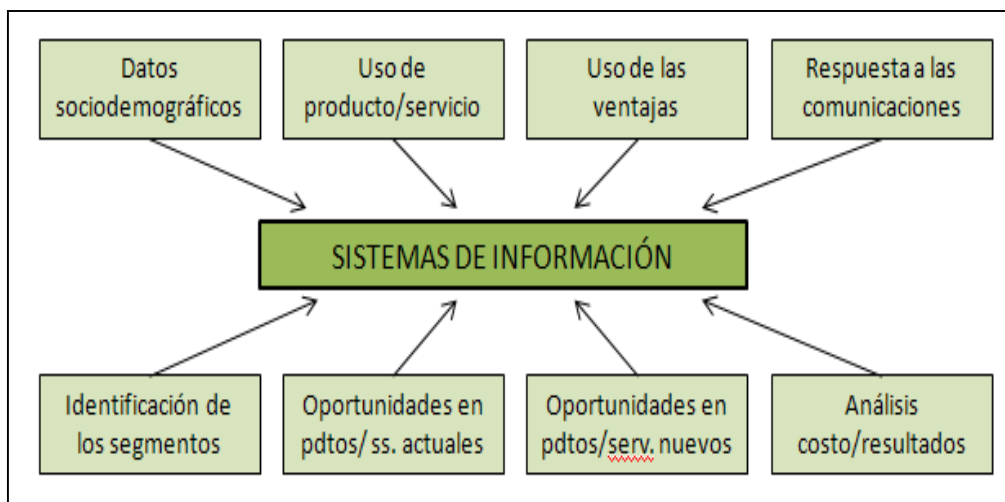 Datos
sociodemográficos
Uso de
producto/servicio
Uso de las
ventajas
Respuesta a las
comunicaciones
SISTEMAS DE INFORMACIÓN
Identificación de
los segmentos
Oportunidades en
pdtos/ ss. actuales
Oportunidades en
pdtos/serv. nuevos
Análisis
costo/resultados